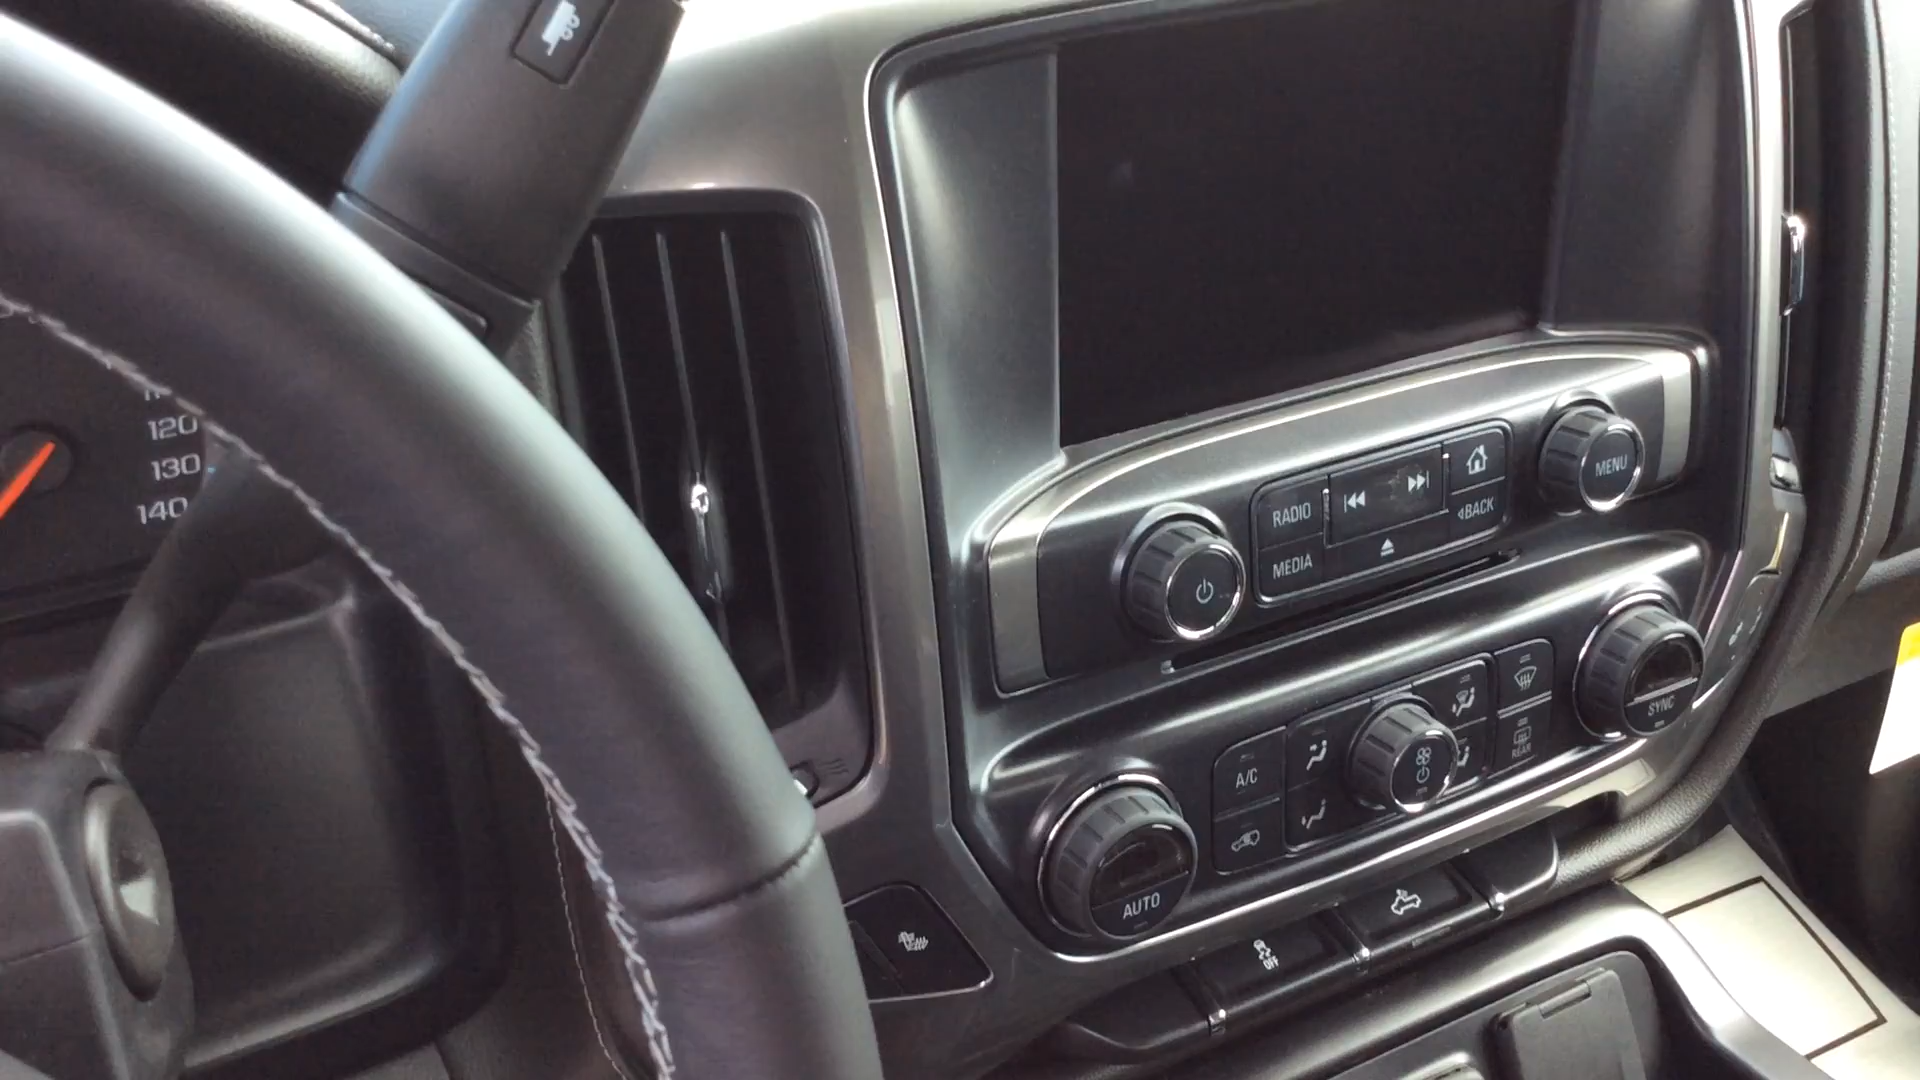 120
130
140
RADIO
MEDIA
BACK
MENU
A/C
REAR
SYNC
AUTO
OFF